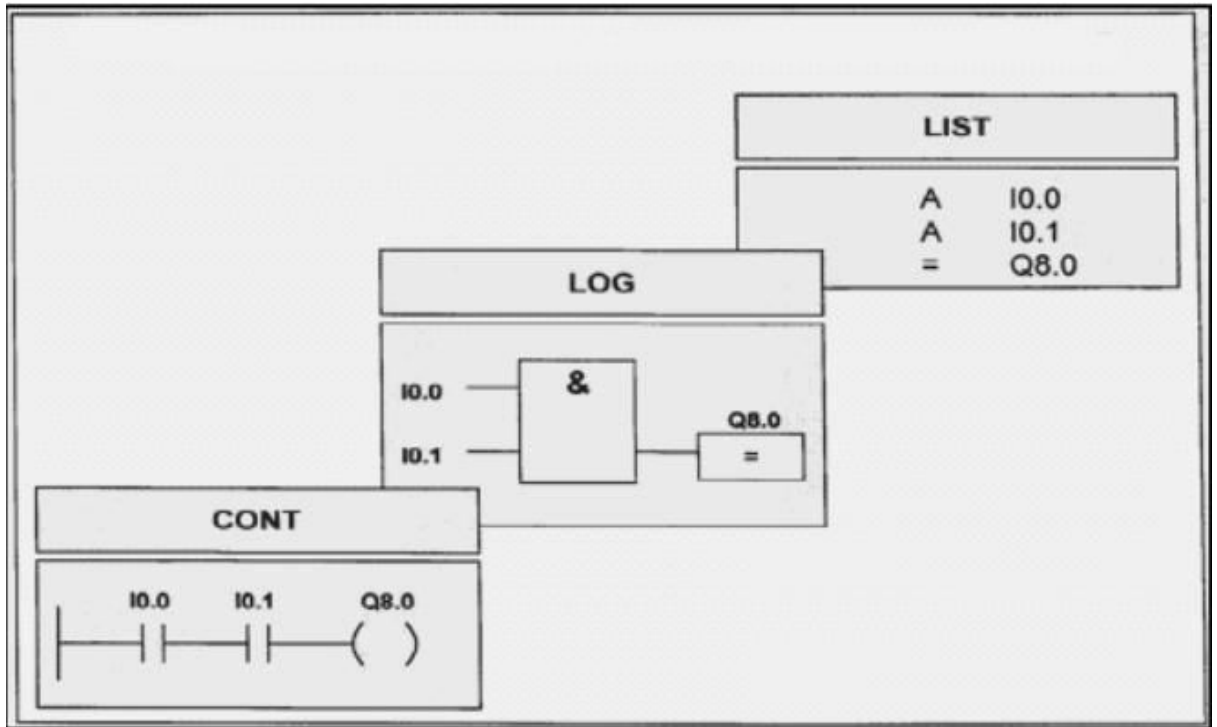 LIST
A I0.0
A I0.1
= Q8.0
LOG
I0.0
&
I0.1
Q8.0
=
CONT
I0.0 I0.1 Q8.0